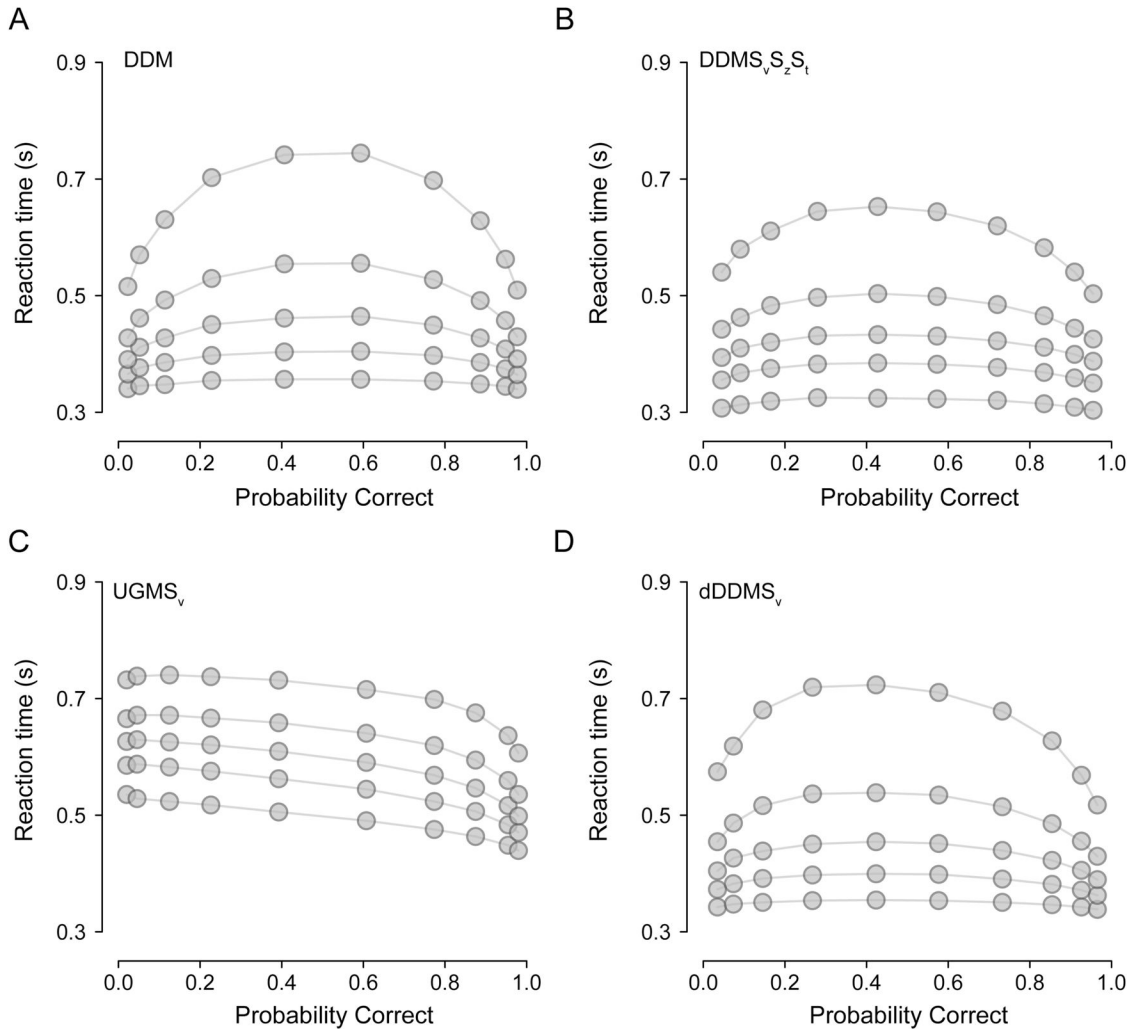 A
DDM
0.9
0.7
0.5
0.3
Reaction time (s)
0.0 0.2 0.4 0.6 0.8 1.0
Probability Correct
B
DDMSvSzSt
0.9
0.7
0.5
0.3
Reaction time (s)
0.0 0.2 0.4 0.6 0.8 1.0
Probability Correct
C
UGMSv
0.9
0.7
0.5
0.3
Reaction time (s)
0.0 0.2 0.4 0.6 0.8 1.0
Probability Correct
D
dDDMSv
0.9
0.7
0.5
0.3
Reaction time (s)
0.0 0.2 0.4 0.6 0.8 1.0
Probability Correct